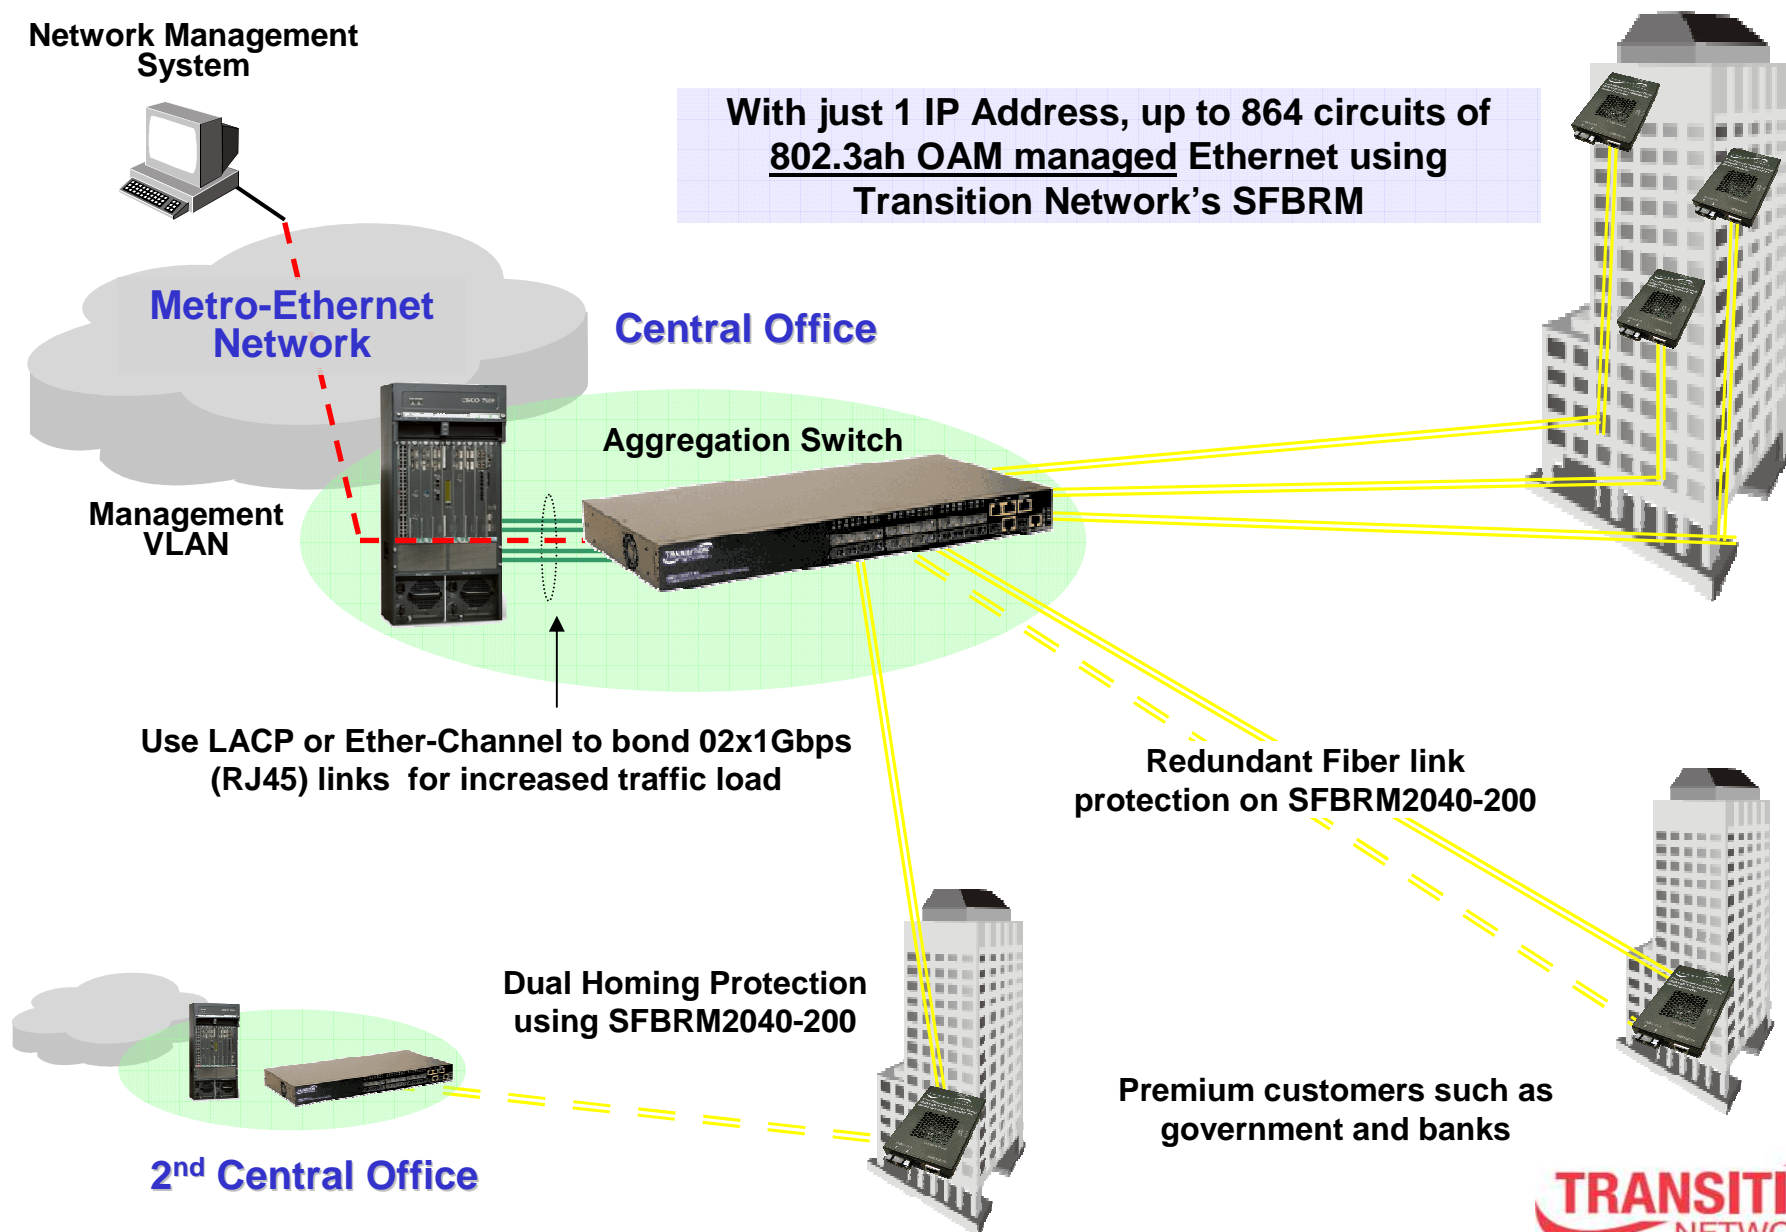 Network Management
System
With just 1 IP Address, up to 864 circuits of
802.3ah OAM managed Ethernet using
Transition Network's SFBRM
Metro-Ethernet
Network
Central Office
Aggregation Switch
Management
VLAN
Use LACP or Ether-Channel to bond 02x1Gbps
(RJ45) links for increased traffic load
Redundant Fiber link
protection on SFBRM2040-200
Dual Homing Protection
using SFBRM2040-200
Premium customers such as
government and banks
2nd Central Office
TRANSITI
NETWO